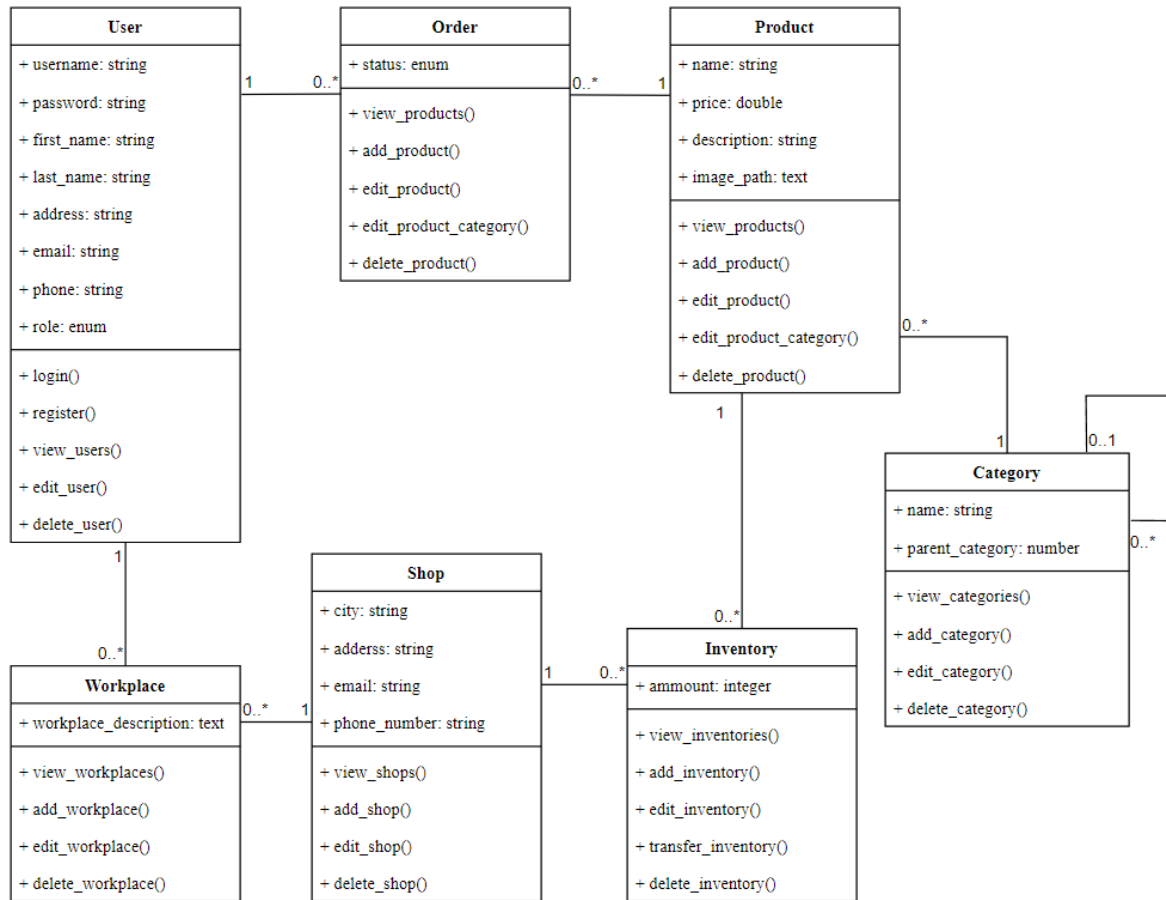 User
+ username: string
+ password: string
+ first_name: string
+ last_name: string
+ address: string
+ email: string
+ phone: string
+ role: enum
+ login()
+ register()
+ view_users()
+ edit_user()
+ delete_user()
1
0..*
Order
+ status: enum
+ view_products()
+ add_product()
+ edit_product()
+ edit_product_category()
+ delete_product()
0..*
1
Product
+ name: string
+ price: double
+ description: string
+ image_path: text
+ view_products()
+ add_product()
+ edit_product()
+ edit_product_category()
+ delete_product()
0..*
1
0..1
0..*
Category
+ name: string
+ parent_category: number
+ view_categories()
+ add_category()
+ edit_category()
+ delete_category()
1
0..*
Workplace
+ workplace_description: text
+ view_workplaces()
+ add_workplace()
+ edit_workplace()
+ delete_workplace()
0..*
1
Shop
+ city: string
+ adderss: string
+ email: string
+ phone_number: string
+ view_shops()
+ add_shop()
+ edit_shop()
+ delete_shop()
1
0..*
1
0..*
Inventory
+ ammount: integer
+ view_inventories()
+ add_inventory()
+ edit_inventory()
+ transfer_inventory()
+ delete_inventory()